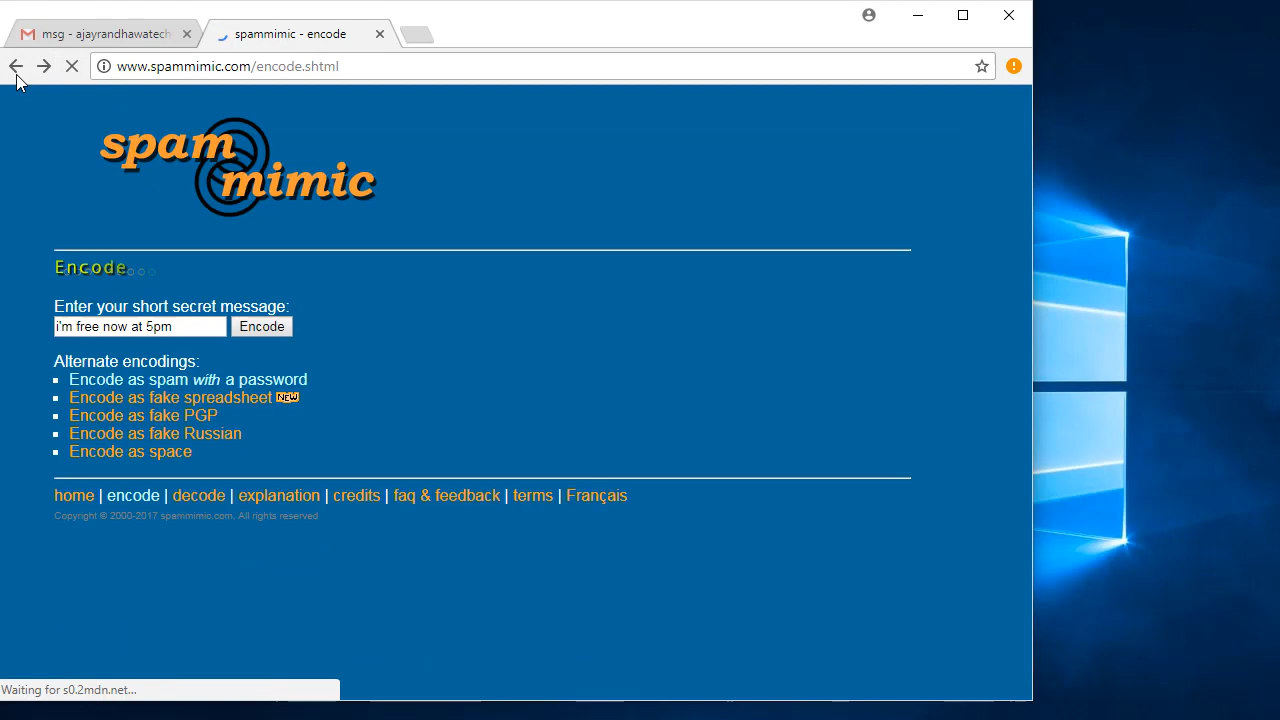 msg - ajayrandhawatech
spammimic - encode
www.spammimic.com/encode.shtml
spam
mimic
Encode
Enter your short secret message:
i'm free now at 5pm Encode
Alternate encodings:
Encode as spam with a password
Encode as fake spreadsheet NEW
Encode as fake PGP
Encode as fake Russian
Encode as space
home | encode | decode | explanation | credits | faq & feedback | terms | Français
Copyright © 2000-2017 spammimic.com, All rights reserved
Waiting for s0.2mdn.net...